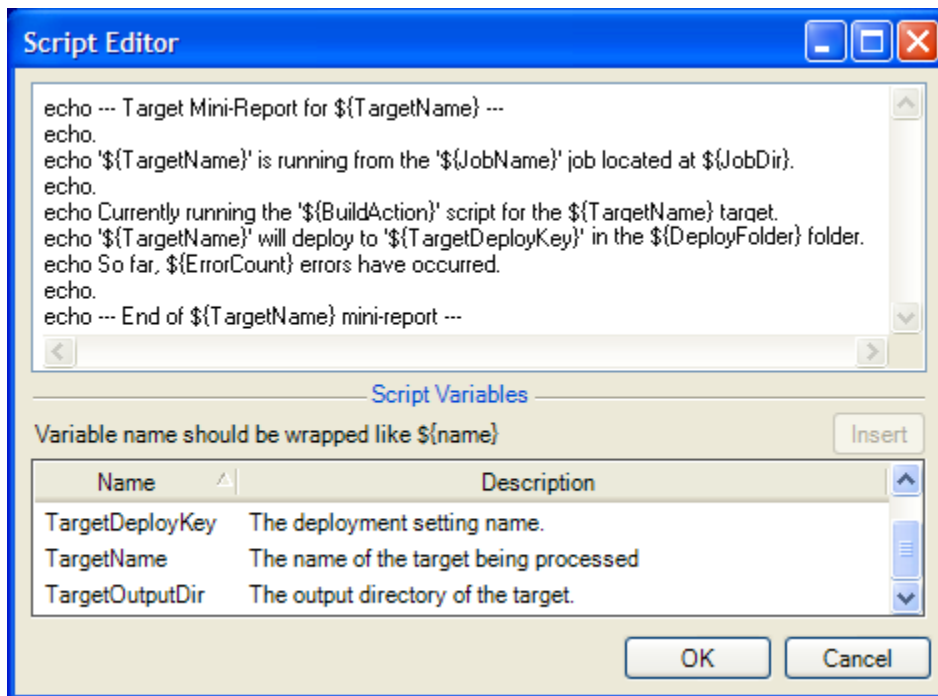 Script Editor
echo --- Target Mini-Report for ${TargetName} ---
echo.
echo '${TargetName}' is running from the '${JobName}' job located at ${JobDir}.
echo.
echo Currently running the '${BuildAction}' script for the ${TargetName} target.
echo '${TargetName}' will deploy to '${TargetDeployKey}' in the ${DeployFolder} folder.
echo So far, ${ErrorCount} errors have occurred.
echo.
echo --- End of ${TargetName} mini-report ---
Script Variables
Variable name should be wrapped like ${name} Insert
Name Description
TargetDeployKey The deployment setting name.
TargetName The name of the target being processed
TargetOutputDir The output directory of the target.
OK Cancel